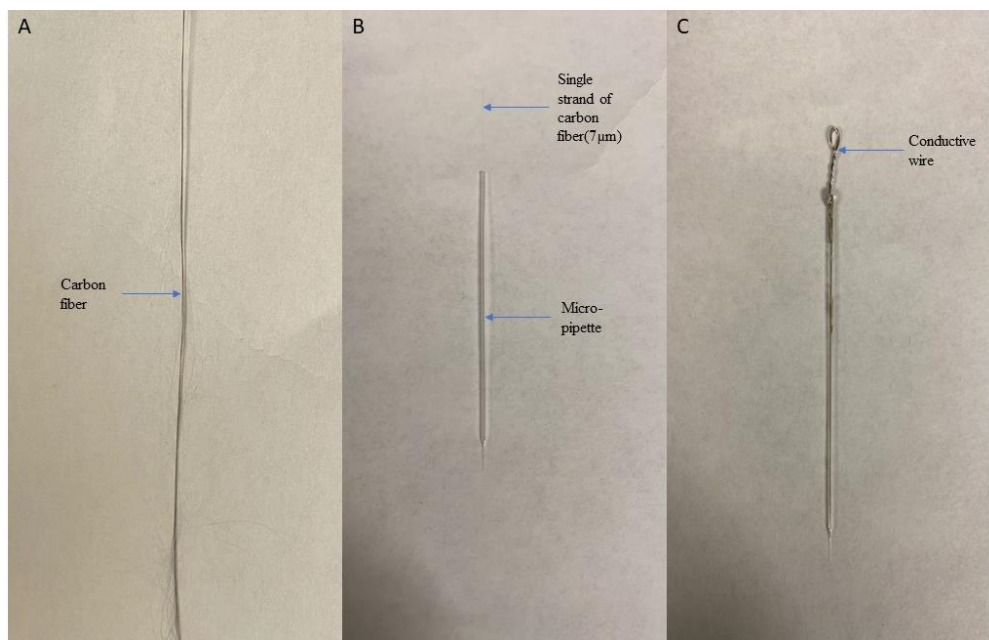 A
Carbon
fiber
B
Single
strand of
carbon
fiber(7μm)
Micro-
pipette
C
Conductive
wire